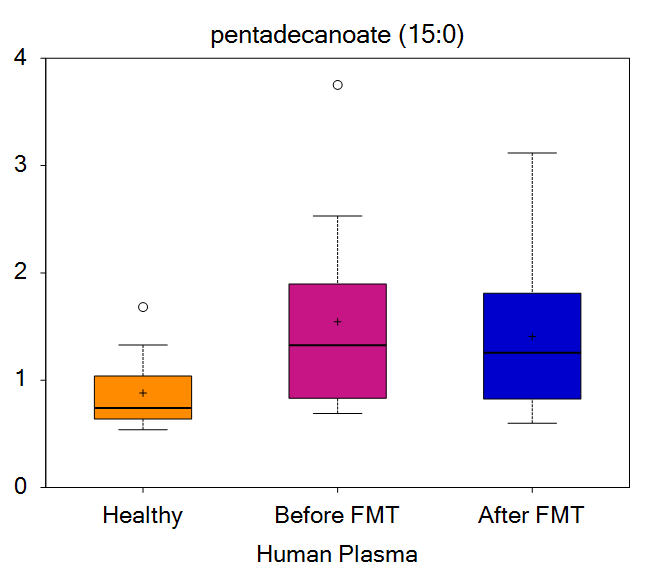 pentadecanoate (15:0)
4
3
2
1
0
Healthy Before FMT After FMT
Human Plasma